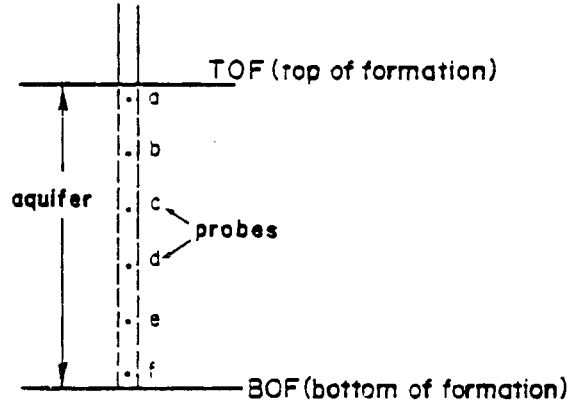 TOF (top of formation)
a
b
aquifer
c
probes
d
e
f
BOF (bottom of formation)